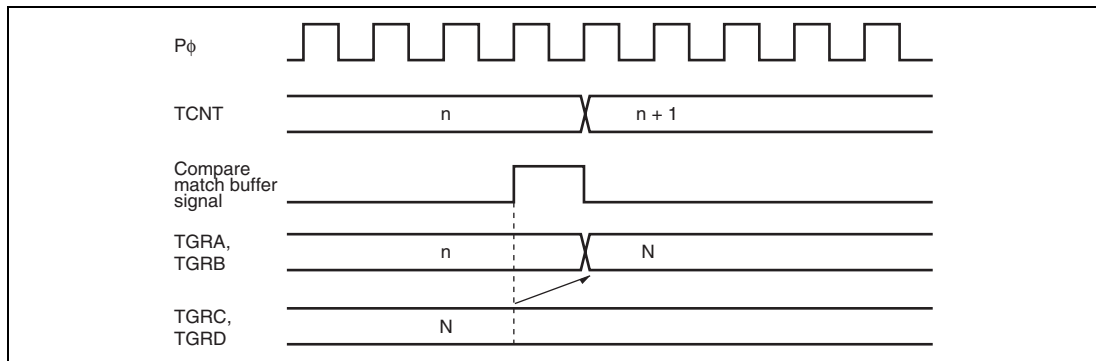 Pϕ
TCNT
n
n + 1
Compare
match buffer
signal
TGRA,
TGRB
n
N
TGRC,
TGRD
N